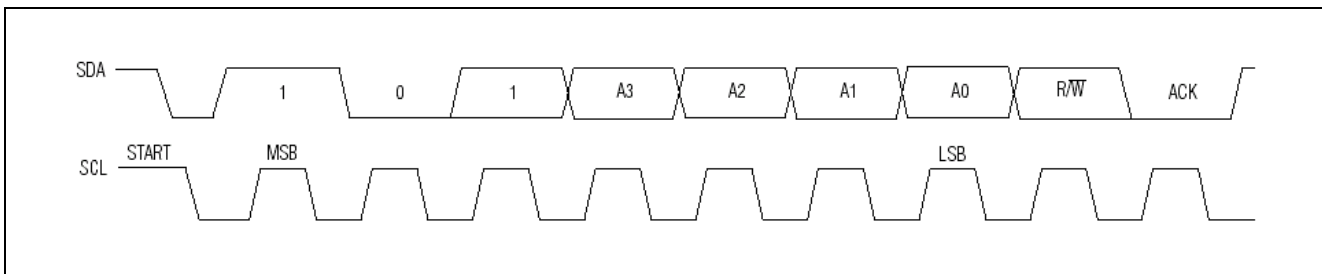 SDA 1 0 1 A3 A2 A1 A0 R/W̅ ACK
START MSB LSB
SCL